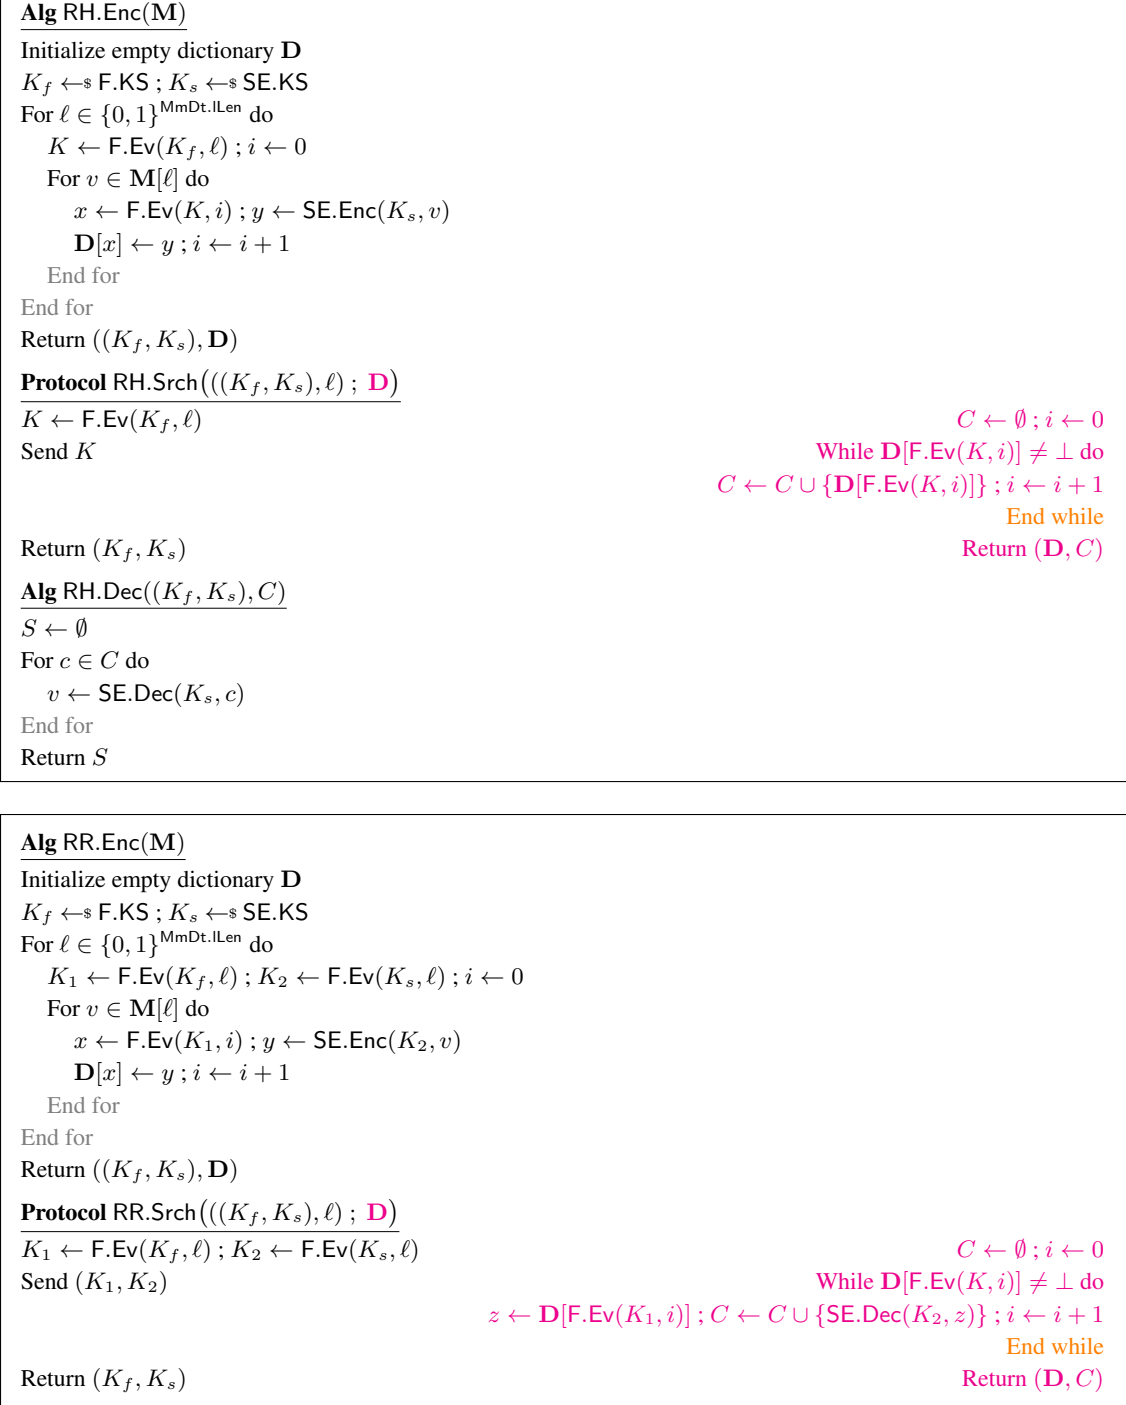 Alg RH.Enc(M)
Initialize empty dictionary D
K_f ←$ F.KS ; K_s ←$ SE.KS
For ℓ ∈ {0, 1}^{MmDt.lLen} do
K ← F.Ev(K_f, ℓ) ; i ← 0
For v ∈ M[ℓ] do
x ← F.Ev(K, i) ; y ← SE.Enc(K_s, v)
D[x] ← y ; i ← i + 1
End for
End for
Return ((K_f, K_s), D)
Protocol RH.Srch(((K_f, K_s), ℓ) ; D)
K ← F.Ev(K_f, ℓ) C ← ∅ ; i ← 0
Send K While D[F.Ev(K, i)] ≠ ⊥ do
C ← C ∪ {D[F.Ev(K, i)]} ; i ← i + 1
End while
Return (K_f, K_s) Return (D, C)
Alg RH.Dec((K_f, K_s), C)
S ← ∅
For c ∈ C do
v ← SE.Dec(K_s, c)
End for
Return S
Alg RR.Enc(M)
Initialize empty dictionary D
K_f ←$ F.KS ; K_s ←$ SE.KS
For ℓ ∈ {0, 1}^{MmDt.lLen} do
K_1 ← F.Ev(K_f, ℓ) ; K_2 ← F.Ev(K_s, ℓ) ; i ← 0
For v ∈ M[ℓ] do
x ← F.Ev(K_1, i) ; y ← SE.Enc(K_2, v)
D[x] ← y ; i ← i + 1
End for
End for
Return ((K_f, K_s), D)
Protocol RR.Srch(((K_f, K_s), ℓ) ; D)
K_1 ← F.Ev(K_f, ℓ) ; K_2 ← F.Ev(K_s, ℓ) C ← ∅ ; i ← 0
Send (K_1, K_2) While D[F.Ev(K, i)] ≠ ⊥ do
z ← D[F.Ev(K_1, i)] ; C ← C ∪ {SE.Dec(K_2, z)} ; i ← i + 1
End while
Return (K_f, K_s) Return (D, C)